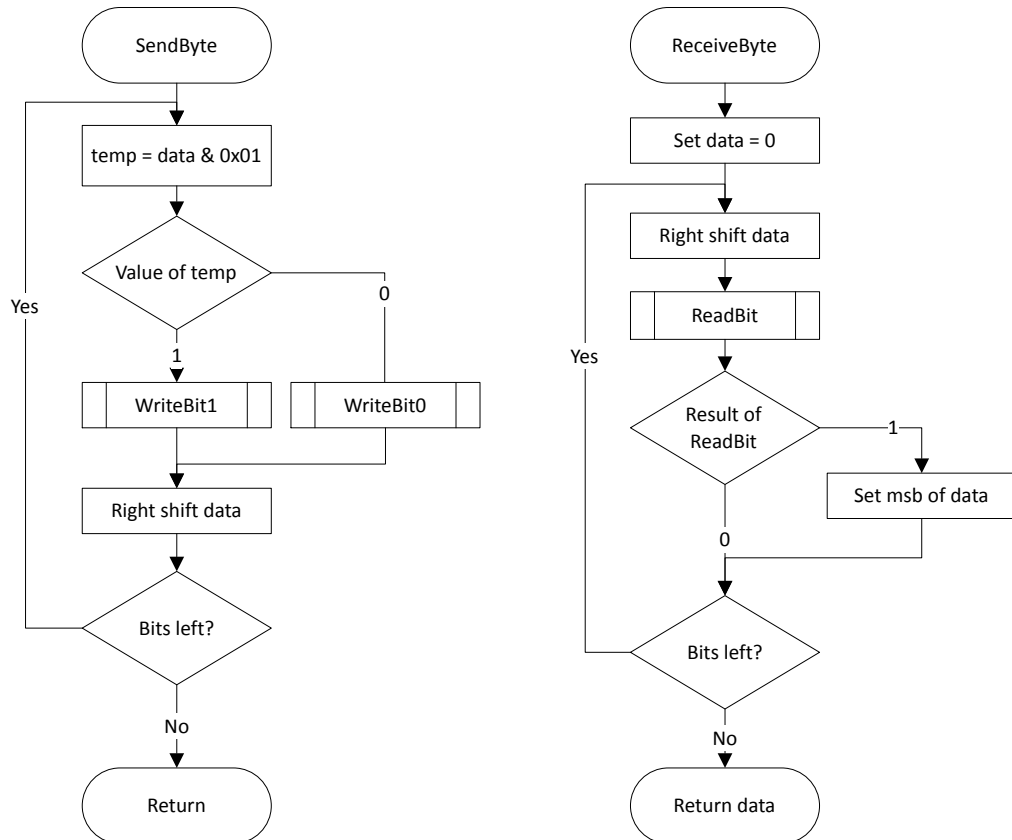 SendByte
temp = data & 0x01
Value of temp
0
Yes
1
WriteBit1
WriteBit0
Right shift data
Bits left?
No
Return
ReceiveByte
Set data = 0
Right shift data
ReadBit
Yes
Result of
ReadBit
1
Set msb of data
0
Bits left?
No
Return data